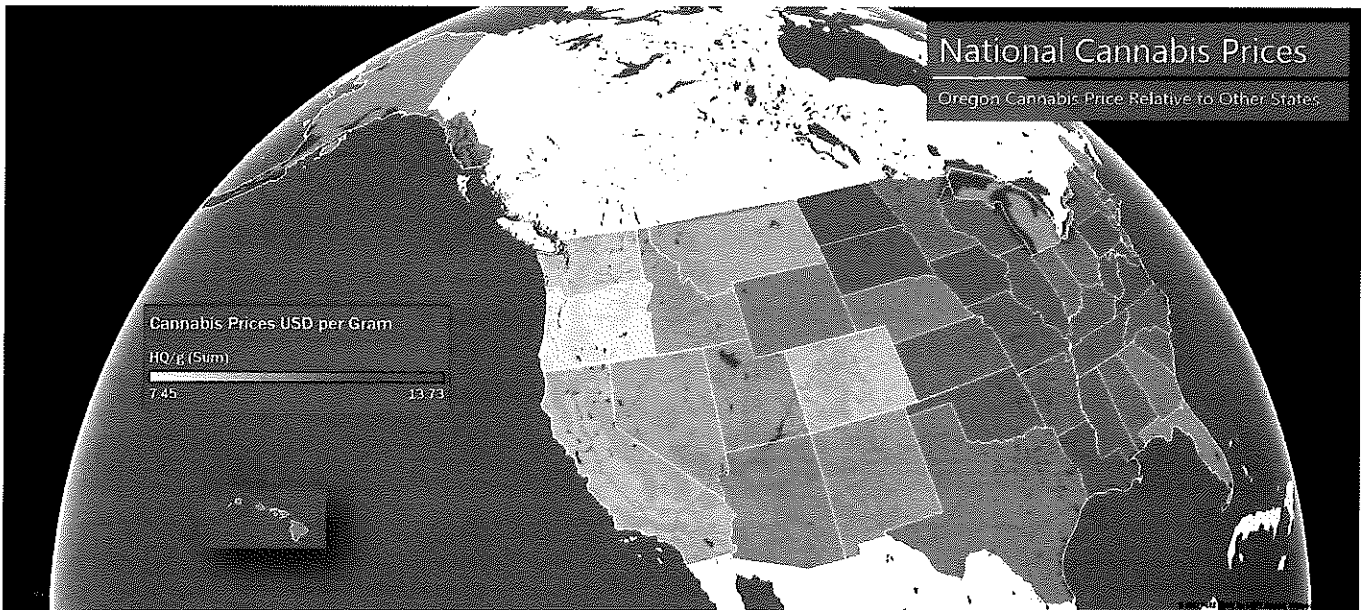 National Cannabis Prices
Oregon Cannabis Price Relative to Other States
Cannabis Prices USD per Gram
HQ/g (Sum)
7.45 13.73